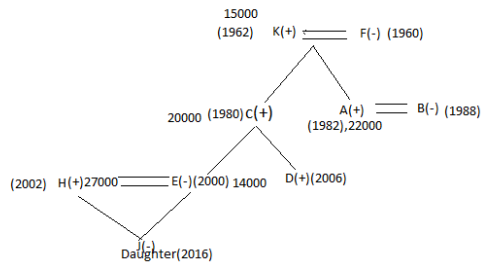 15000
(1962) K(+) F(-) (1960)
20000 (1980) C(+) A(+) B(-) (1988)
(1982),22000
(2002) H(+)27000 E(-)(2000) 14000 D(+)(2006)
J(-)
Daughter(2016)